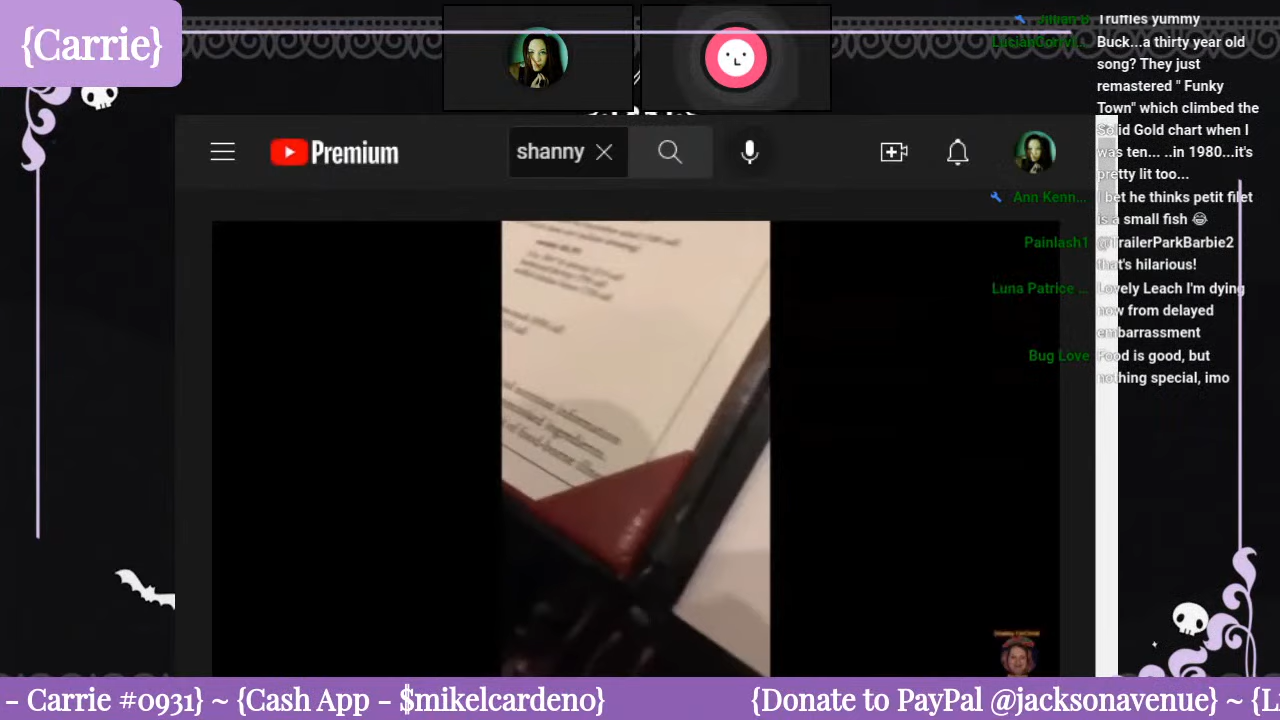 {Carrie}
Premium
shanny
Jillian B Truffles yummy
Buck...a thirty year old
song? They just
remastered " Funky
Town" which climbed the
Solid Gold chart when I
was ten... ..in 1980...it's
pretty lit too...
Ann Kenn... I bet he thinks petit filet
is a small fish 😂
Painlash1 @TrailerParkBarbie2
that's hilarious!
Luna Patrice ... Lovely Leach I'm dying
now from delayed
embarrassment
Bug Love Food is good, but
nothing special, imo
– Carrie #0931} ~ {Cash App – $mikelcardeno} {Donate to PayPal @jacksonavenue} ~ {L